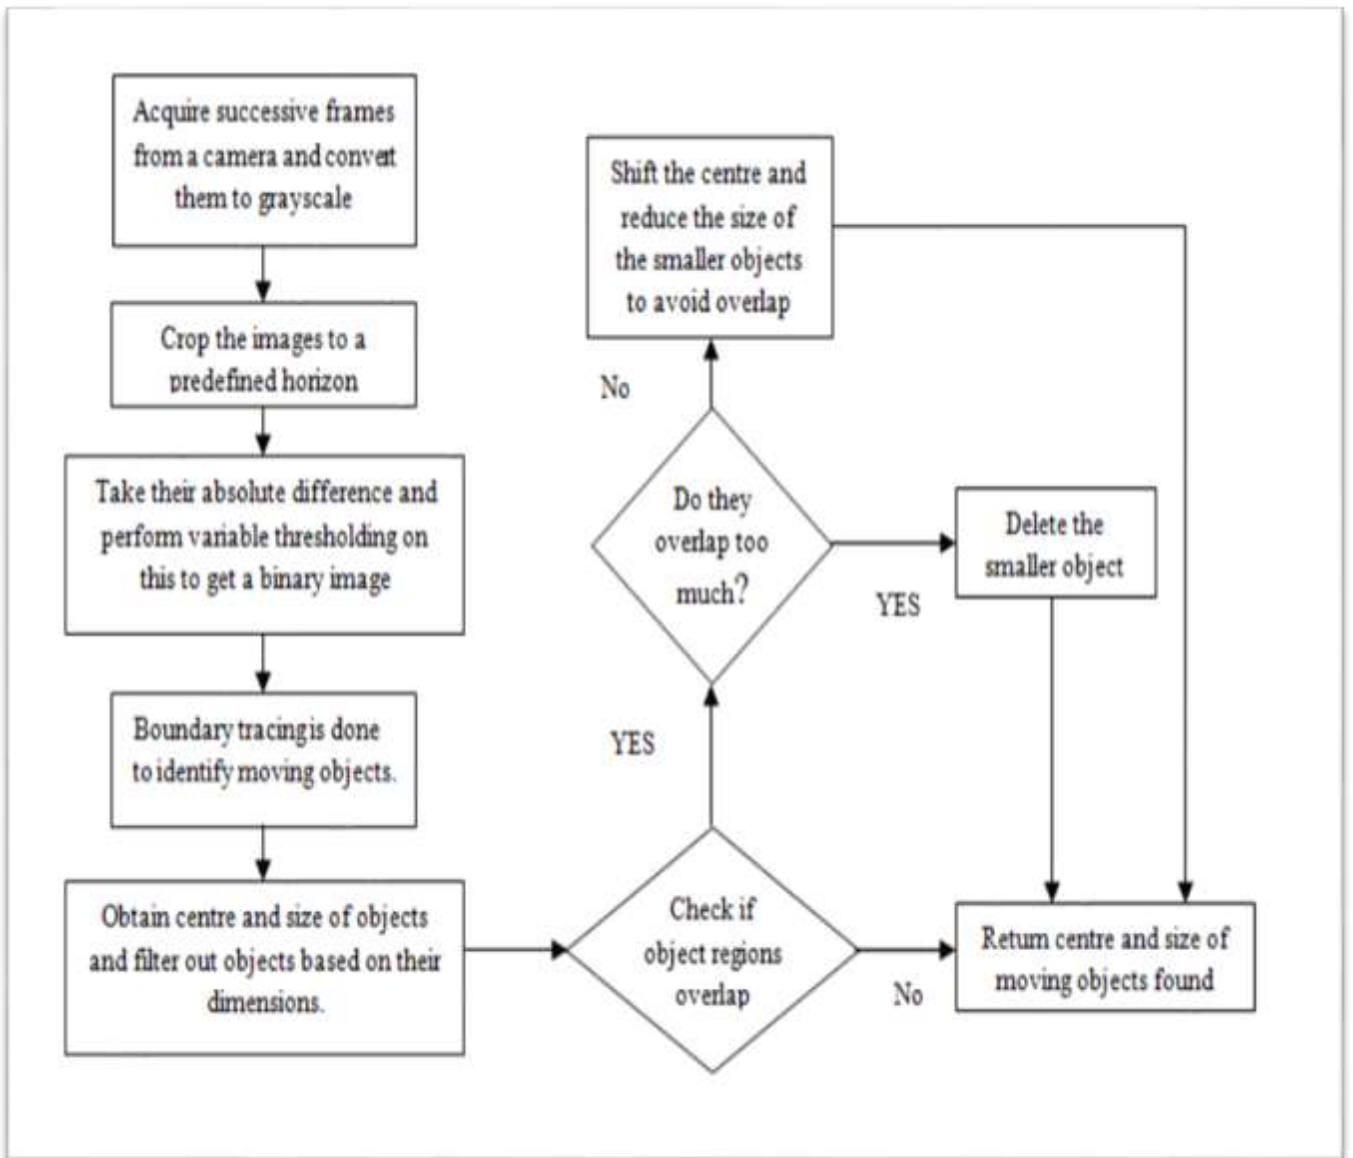 Acquire successive frames
from a camera and convert
them to grayscale
Crop the images to a
predefined horizon
Take their absolute difference and
perform variable thresholding on
this to get a binary image
Boundary tracing is done
to identify moving objects.
Obtain centre and size of objects
and filter out objects based on their
dimensions.
Check if
object regions
overlap
YES
No
Do they
overlap too
much?
No
YES
Shift the centre and
reduce the size of
the smaller objects
to avoid overlap
Delete the
smaller object
Return centre and size of
moving objects found